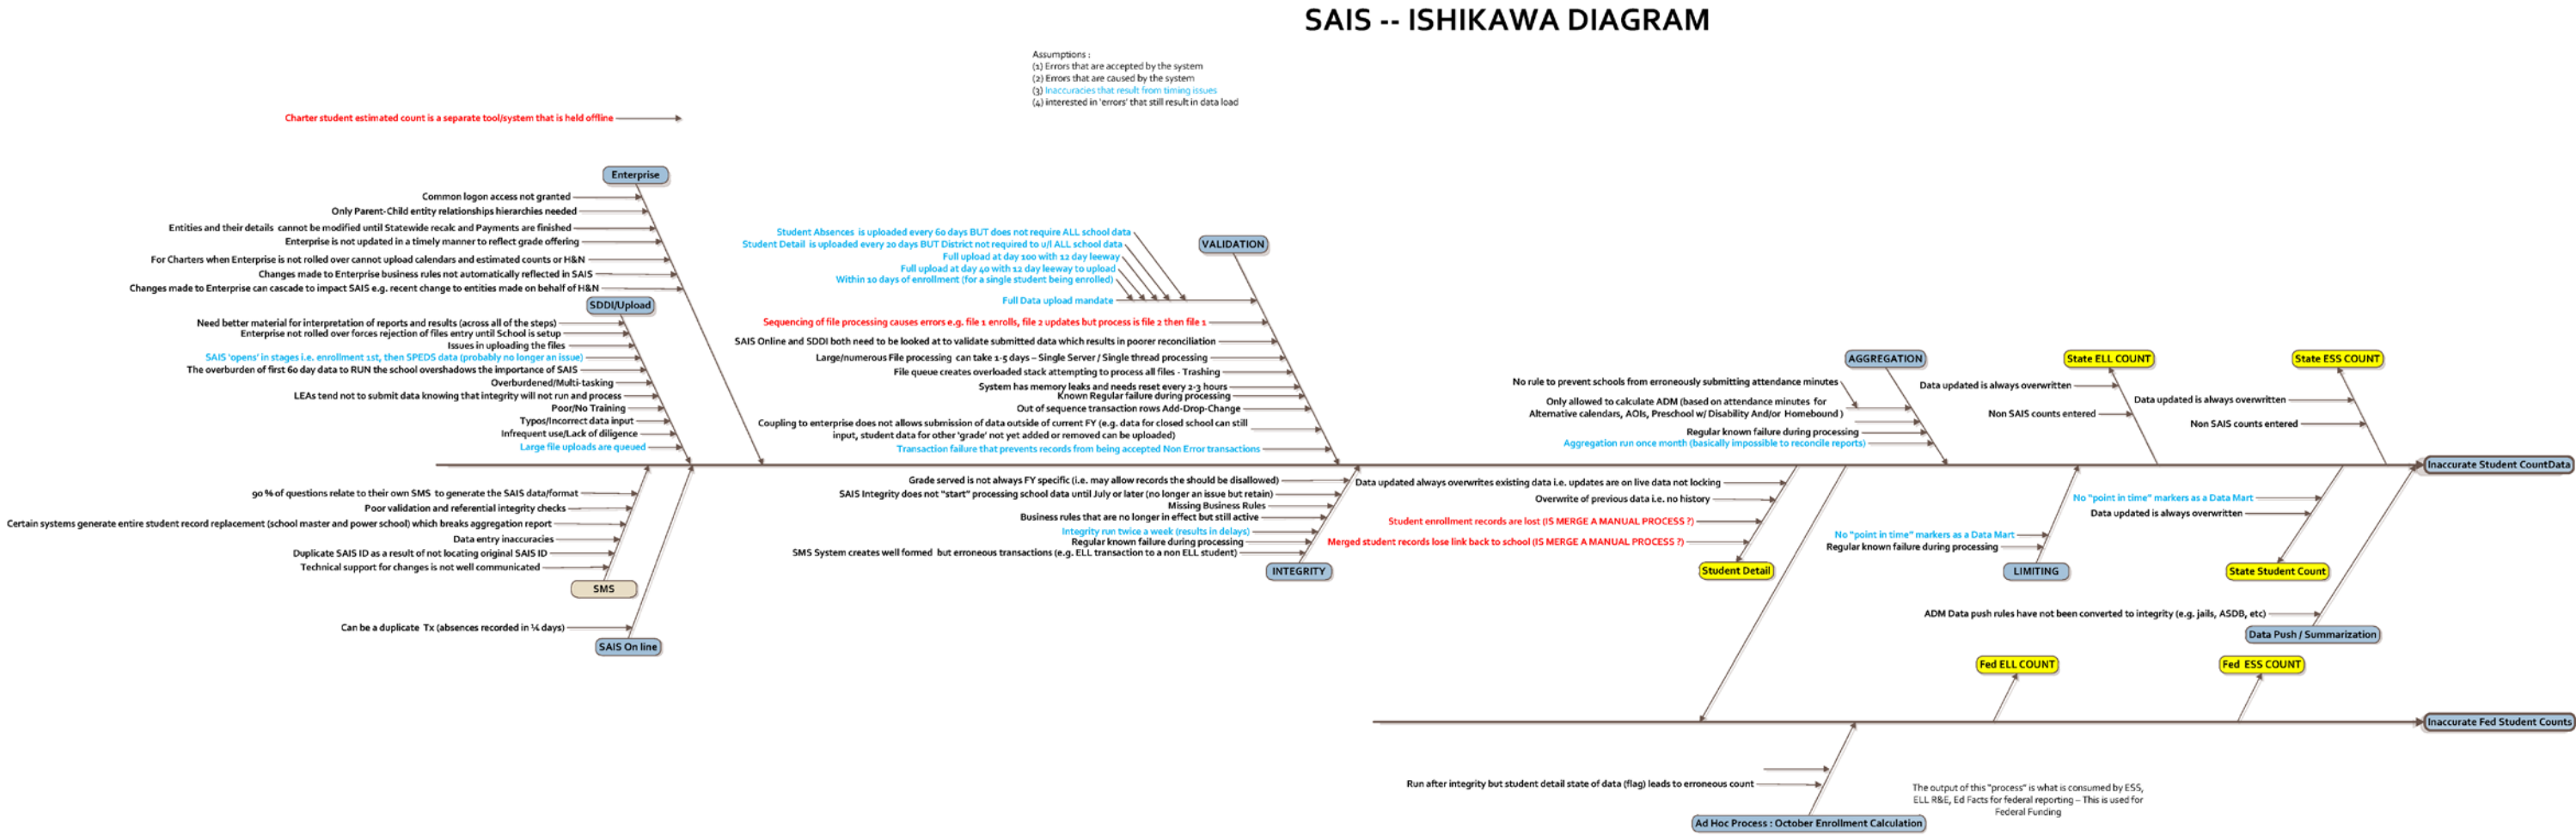 SAIS -- ISHIKAWA DIAGRAM
Assumptions :
(1) Errors that are accepted by the system
(2) Errors that are caused by the system
(3) Inaccuracies that result from timing issues
(4) interested in 'errors' that still result in data load
Charter student estimated count is a separate tool/system that is held offline
Enterprise
Common logon access not granted
Only Parent-Child entity relationships hierarchies needed
Entities and their details cannot be modified until Statewide recalc and Payments are finished
Enterprise is not updated in a timely manner to reflect grade offering
For Charters when Enterprise is not rolled over cannot upload calendars and estimated counts or H&N
Changes made to Enterprise business rules not automatically reflected in SAIS
Changes made to Enterprise can cascade to impact SAIS e.g. recent change to entities made on behalf of H&N
SDDI/Upload
Need better material for interpretation of reports and results (across all of the steps)
Enterprise not rolled over forces rejection of files entry until School is setup
Issues in uploading the files
SAIS 'opens' in stages i.e. enrollment 1st, then SPEDS data (probably no longer an issue)
The overburden of first 60 day data to RUN the school overshadows the importance of SAIS
Overburdened/Multi-tasking
LEAs tend not to submit data knowing that integrity will not run and process
Poor/No Training
Typos/Incorrect data input
Infrequent use/Lack of diligence
Large file uploads are queued
VALIDATION
Student Absences is uploaded every 60 days BUT does not require ALL school data
Student Detail is uploaded every 20 days BUT District not required to u/l ALL school data
Full upload at day 100 with 12 day leeway
Full upload at day 40 with 12 day leeway to upload
Within 10 days of enrollment (for a single student being enrolled)
Full Data upload mandate
Sequencing of file processing causes errors e.g. file 1 enrolls, file 2 updates but process is file 2 then file 1
SAIS Online and SDDI both need to be looked at to validate submitted data which results in poorer reconciliation
Large/numerous File processing can take 1-5 days – Single Server / Single thread processing
File queue creates overloaded stack attempting to process all files - Trashing
System has memory leaks and needs reset every 2-3 hours
Known Regular failure during processing
Out of sequence transaction rows Add-Drop-Change
Coupling to enterprise does not allows submission of data outside of current FY (e.g. data for closed school can still
input, student data for other 'grade' not yet added or removed can be uploaded)
Transaction failure that prevents records from being accepted Non Error transactions
AGGREGATION
No rule to prevent schools from erroneously submitting attendance minutes
Only allowed to calculate ADM (based on attendance minutes for
Alternative calendars, AOIs, Preschool w/ Disability And/or Homebound )
Regular known failure during processing
Aggregation run once month (basically impossible to reconcile reports)
State ELL COUNT
Data updated is always overwritten
Non SAIS counts entered
State ESS COUNT
Data updated is always overwritten
Non SAIS counts entered
Inaccurate Student CountData
90 % of questions relate to their own SMS to generate the SAIS data/format
Poor validation and referential integrity checks
Certain systems generate entire student record replacement (school master and power school) which breaks aggregation report
Data entry inaccuracies
Duplicate SAIS ID as a result of not locating original SAIS ID
Technical support for changes is not well communicated
SMS
Can be a duplicate Tx (absences recorded in ¼ days)
SAIS On line
Grade served is not always FY specific (i.e. may allow records the should be disallowed)
SAIS Integrity does not "start" processing school data until July or later (no longer an issue but retain)
Missing Business Rules
Business rules that are no longer in effect but still active
Integrity run twice a week (results in delays)
Regular known failure during processing
SMS System creates well formed but erroneous transactions (e.g. ELL transaction to a non ELL student)
INTEGRITY
Data updated always overwrites existing data i.e. updates are on live data not locking
Overwrite of previous data i.e. no history
Student enrollment records are lost (IS MERGE A MANUAL PROCESS ?)
Merged student records lose link back to school (IS MERGE A MANUAL PROCESS ?)
Student Detail
No "point in time" markers as a Data Mart
Regular known failure during processing
LIMITING
No "point in time" markers as a Data Mart
Data updated is always overwritten
State Student Count
ADM Data push rules have not been converted to integrity (e.g. jails, ASDB, etc)
Data Push / Summarization
Fed ELL COUNT
Fed ESS COUNT
Inaccurate Fed Student Counts
Run after integrity but student detail state of data (flag) leads to erroneous count
Ad Hoc Process : October Enrollment Calculation
The output of this "process" is what is consumed by ESS,
ELL R&E, Ed Facts for federal reporting – This is used for
Federal Funding